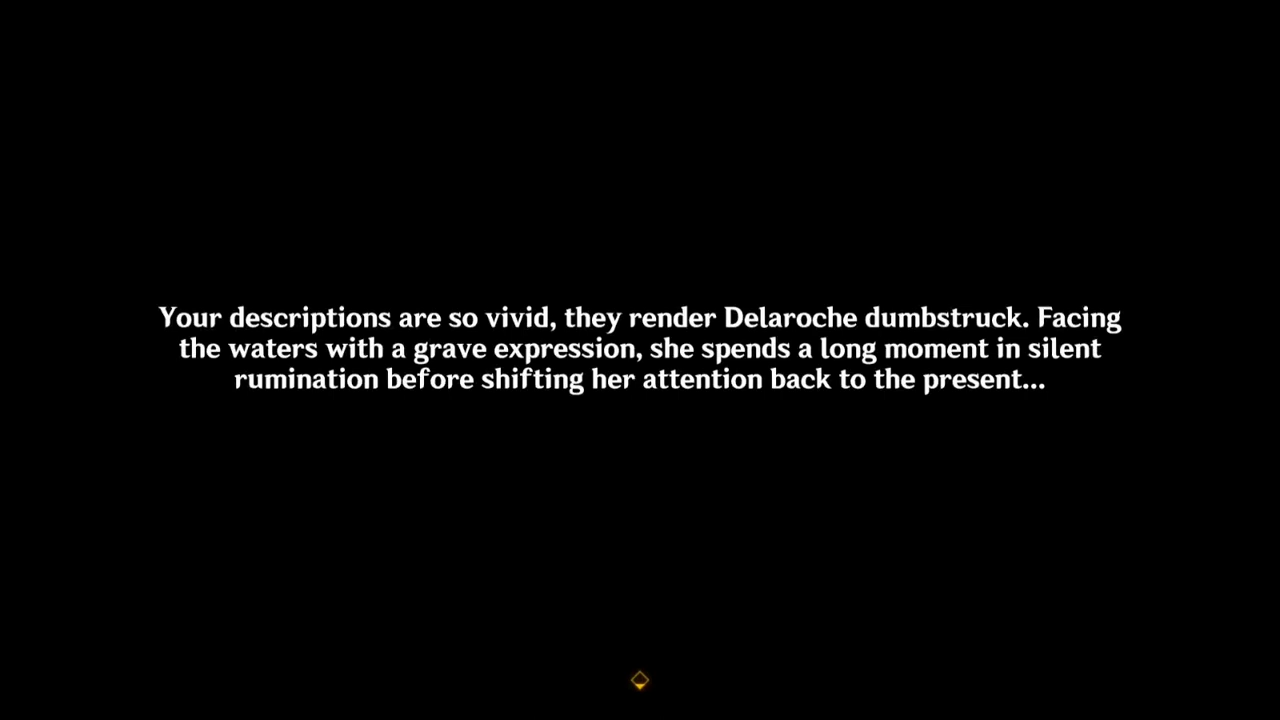 Your descriptions are so vivid, they render Delaroche dumbstruck. Facing
the waters with a grave expression, she spends a long moment in silent
rumination before shifting her attention back to the present...